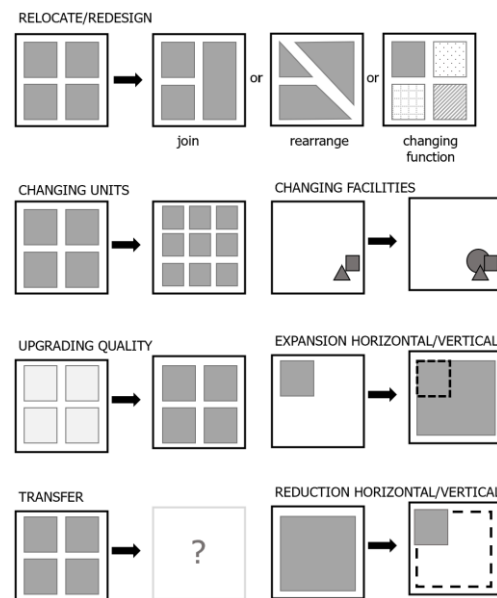 RELOCATE/REDESIGN
or
or
join
rearrange
changing
function
CHANGING UNITS
CHANGING FACILITIES
UPGRADING QUALITY
EXPANSION HORIZONTAL/VERTICAL
TRANSFER
REDUCTION HORIZONTAL/VERTICAL
?